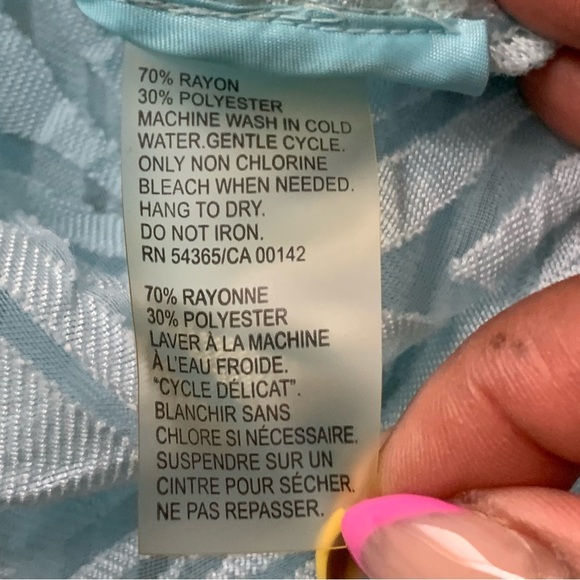 70% RAYON
30% POLYESTER
MACHINE WASH IN COLD
WATER.GENTLE CYCLE.
ONLY NON CHLORINE
BLEACH WHEN NEEDED.
HANG TO DRY.
DO NOT IRON.
RN 54365/CA 00142
70% RAYONNE
30% POLYESTER
LAVER À LA MACHINE
À L'EAU FROIDE.
"CYCLE DÉLICAT".
BLANCHIR SANS
CHLORE SI NÉCESSAIRE.
SUSPENDRE SUR UN
CINTRE POUR SÉCHER.
NE PAS REPASSER.